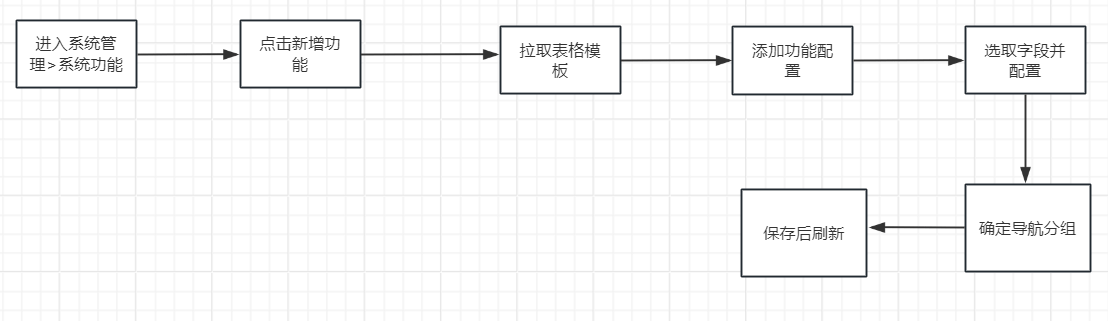 进入系统管
理>系统功能
点击新增功
能
拉取表格模
板
添加功能配
置
选取字段并
配置
确定导航分组
保存后刷新